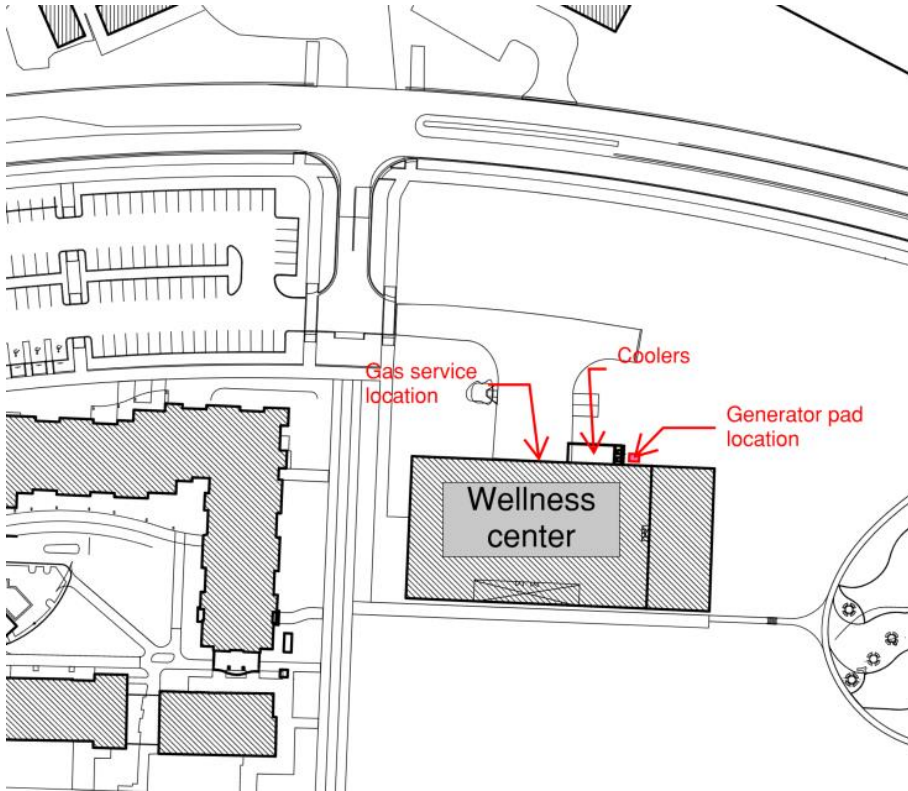 Coolers
Gas service
location
Generator pad
location
Wellness
center